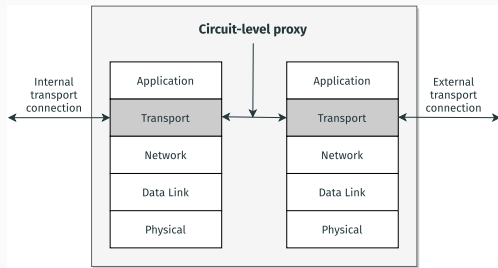 Circuit-level proxy
Internal
transport
connection
Application
Transport
Network
Data Link
Physical
Application
Transport
Network
Data Link
Physical
External
transport
connection